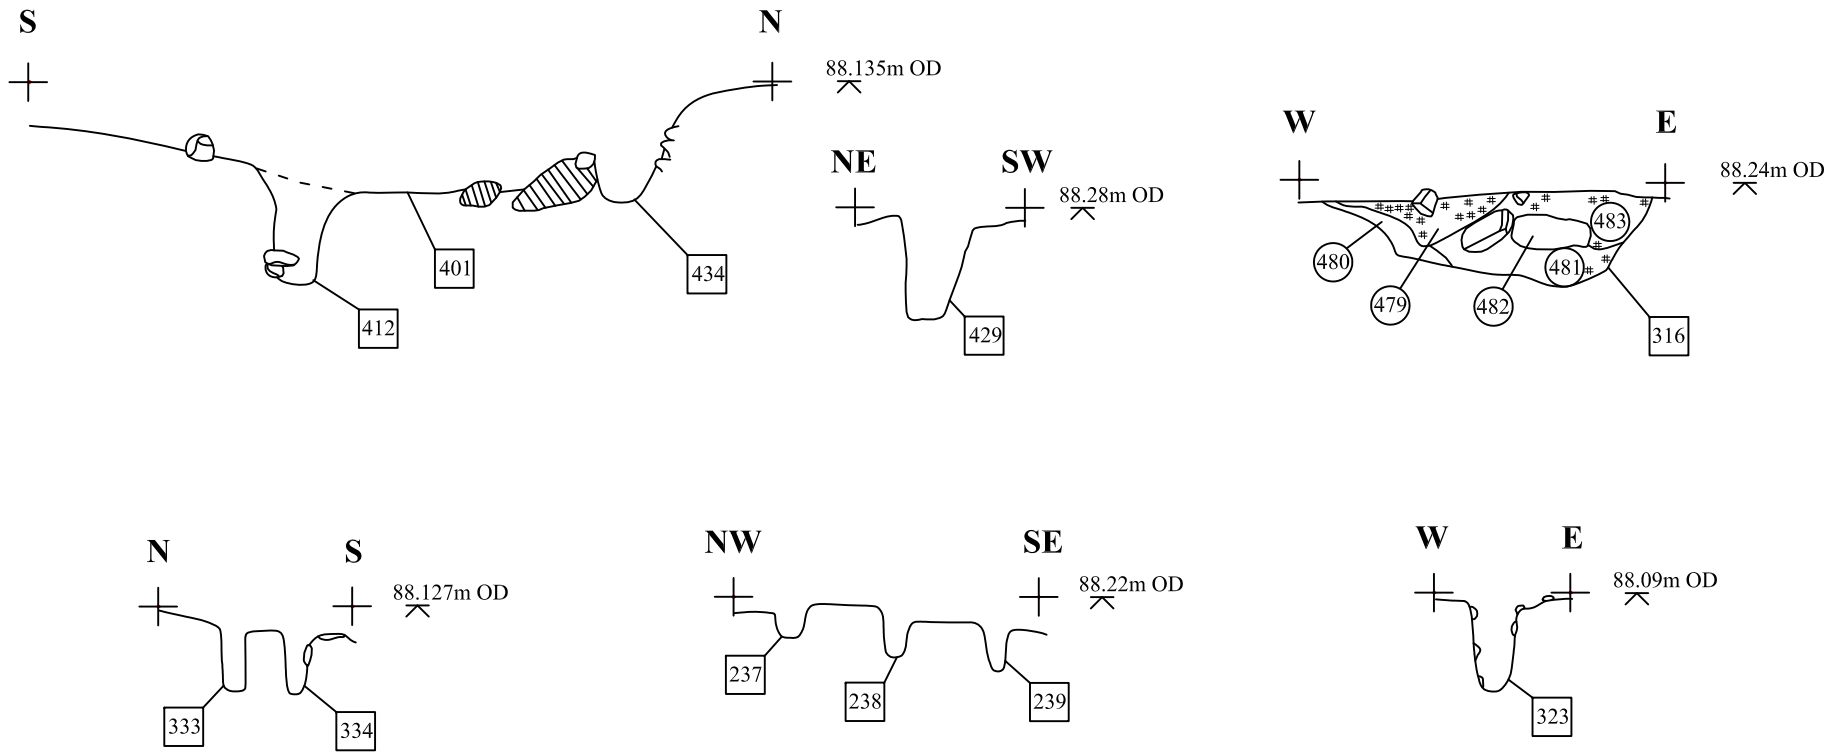 S N
88.135m OD
401
434
412
NE SW
88.28m OD
429
W E
88.24m OD
483
480
481
479
482
316
N S
88.127m OD
333
334
NW SE
88.22m OD
237
238
239
W E
88.09m OD
323